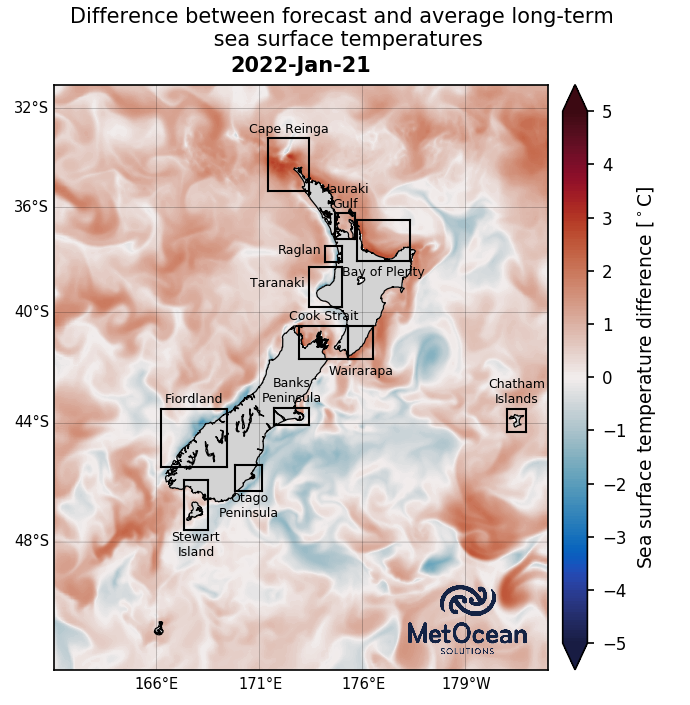 Difference between forecast and average long-term
sea surface temperatures
2022-Jan-21
32°S
36°S
40°S
44°S
48°S
Cape Reinga
Hauraki
Gulf
Raglan
Bay of Plenty
Taranaki
Cook Strait
Wairarapa
Banks
Peninsula
Fiordland
Chatham
Islands
Otago
Peninsula
Stewart
Island
MetOcean
SOLUTIONS
166°E
171°E
176°E
179°W
5
4
3
2
1
0
−1
−2
−3
−4
−5
Sea surface temperature difference [°C]